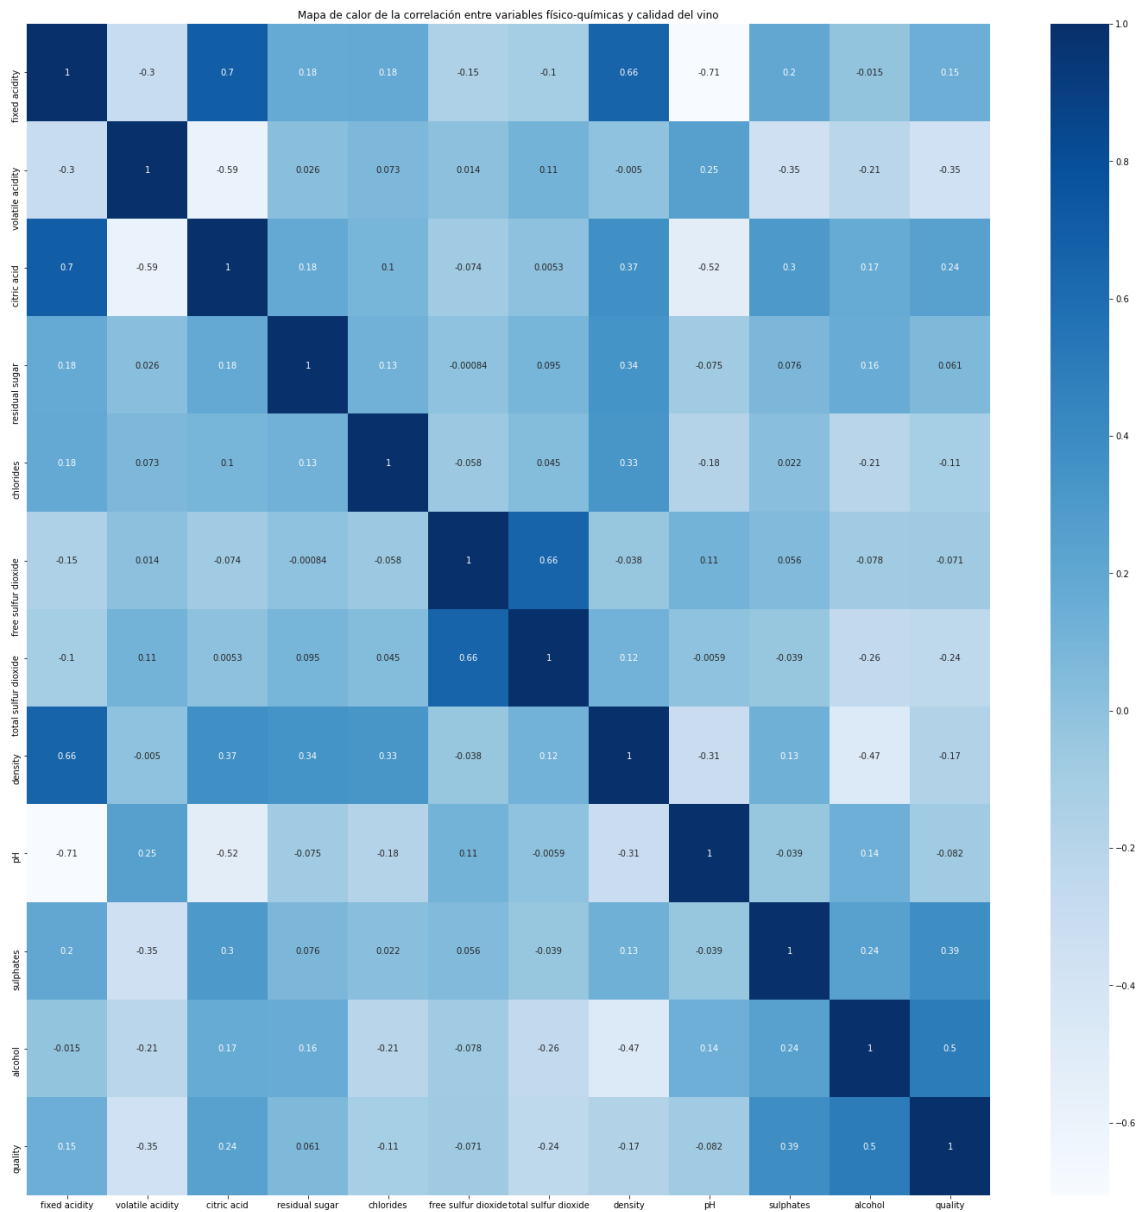 Mapa de calor de la correlación entre variables físico-químicas y calidad del vino
fixed acidity
1 -0.3 0.7 0.18 0.18 -0.15 -0.1 0.66 -0.71 0.2 -0.015 0.15
volatile acidity
-0.3 1 -0.59 0.026 0.073 0.014 0.11 -0.005 0.25 -0.35 -0.21 -0.35
citric acid
0.7 -0.59 1 0.18 0.1 -0.074 0.0053 0.37 -0.52 0.3 0.17 0.24
residual sugar
0.18 0.026 0.18 1 0.13 -0.00084 0.095 0.34 -0.075 0.076 0.16 0.061
chlorides
0.18 0.073 0.1 0.13 1 -0.058 0.045 0.33 -0.18 0.022 -0.21 -0.11
free sulfur dioxide
-0.15 0.014 -0.074 -0.00084 -0.058 1 0.66 -0.038 0.11 0.056 -0.078 -0.071
total sulfur dioxide
-0.1 0.11 0.0053 0.095 0.045 0.66 1 0.12 -0.0059 -0.039 -0.26 -0.24
density
0.66 -0.005 0.37 0.34 0.33 -0.038 0.12 1 -0.31 0.13 -0.47 -0.17
pH
-0.71 0.25 -0.52 -0.075 -0.18 0.11 -0.0059 -0.31 1 -0.039 0.14 -0.082
sulphates
0.2 -0.35 0.3 0.076 0.022 0.056 -0.039 0.13 -0.039 1 0.24 0.39
alcohol
-0.015 -0.21 0.17 0.16 -0.21 -0.078 -0.26 -0.47 0.14 0.24 1 0.5
quality
0.15 -0.35 0.24 0.061 -0.11 -0.071 -0.24 -0.17 -0.082 0.39 0.5 1
fixed acidity volatile acidity citric acid residual sugar chlorides free sulfur dioxide total sulfur dioxide density pH sulphates alcohol quality
1.0
0.8
0.6
0.4
0.2
0.0
−0.2
−0.4
−0.6